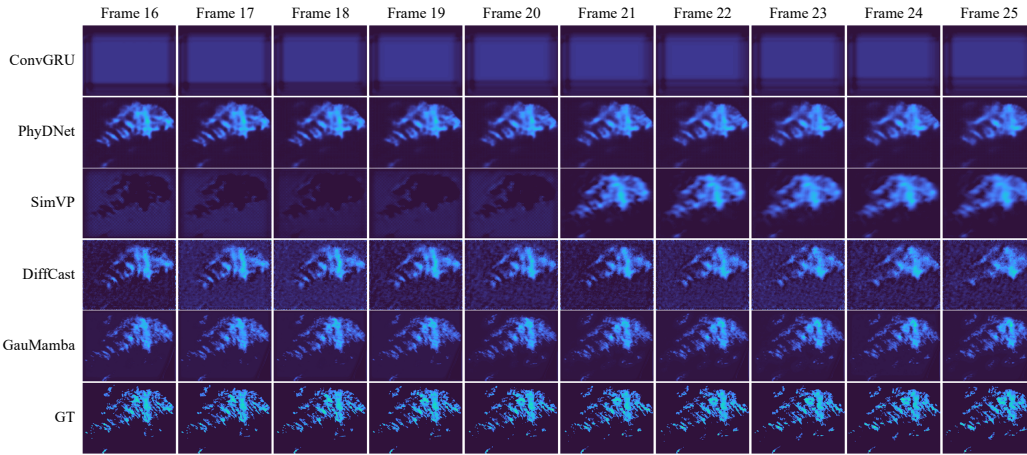 Frame 16 Frame 17 Frame 18 Frame 19 Frame 20 Frame 21 Frame 22 Frame 23 Frame 24 Frame 25
ConvGRU
PhyDNet
SimVP
DiffCast
GauMamba
GT